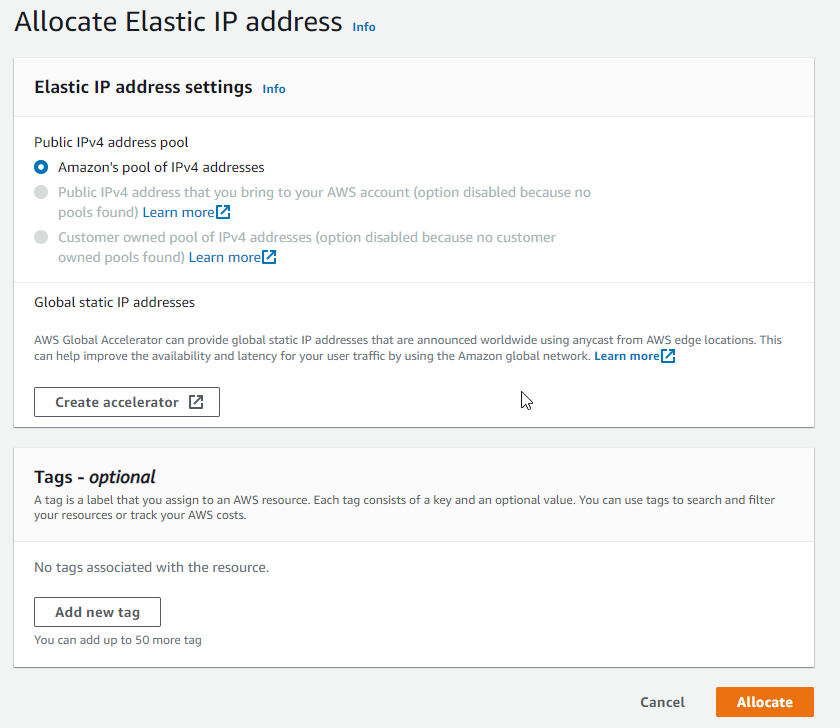 Allocate Elastic IP address Info
Elastic IP address settings Info
Public IPv4 address pool
Amazon's pool of IPv4 addresses
Public IPv4 address that you bring to your AWS account (option disabled because no
pools found) Learn more
Customer owned pool of IPv4 addresses (option disabled because no customer
owned pools found) Learn more
Global static IP addresses
AWS Global Accelerator can provide global static IP addresses that are announced worldwide using anycast from AWS edge locations. This
can help improve the availability and latency for your user traffic by using the Amazon global network. Learn more
Create accelerator
Tags - optional
A tag is a label that you assign to an AWS resource. Each tag consists of a key and an optional value. You can use tags to search and filter
your resources or track your AWS costs.
No tags associated with the resource.
Add new tag
You can add up to 50 more tag
Cancel Allocate